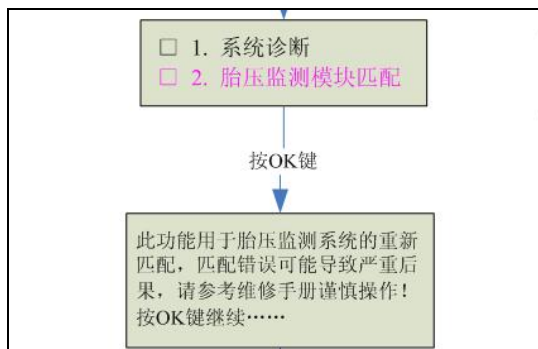 □ 1. 系统诊断
□ 2. 胎压监测模块匹配
按OK键
此功能用于胎压监测系统的重新
匹配，匹配错误可能导致严重后
果，请参考维修手册谨慎操作！
按OK键继续……